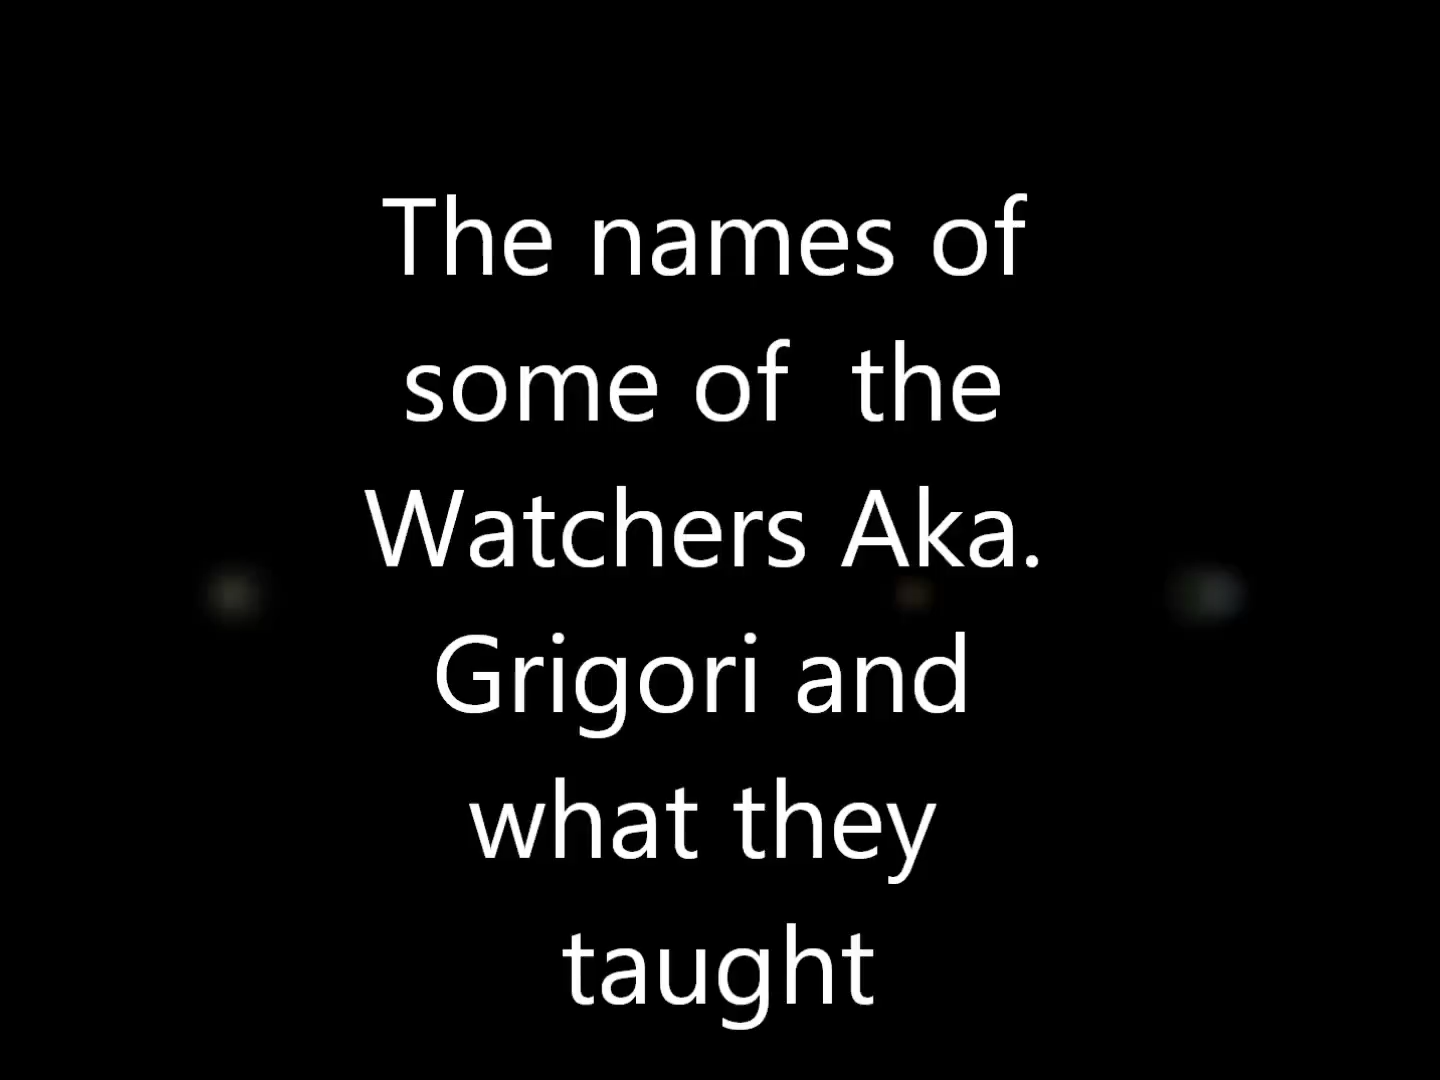 The names of
some of  the
Watchers Aka.
Grigori and
what they
taught